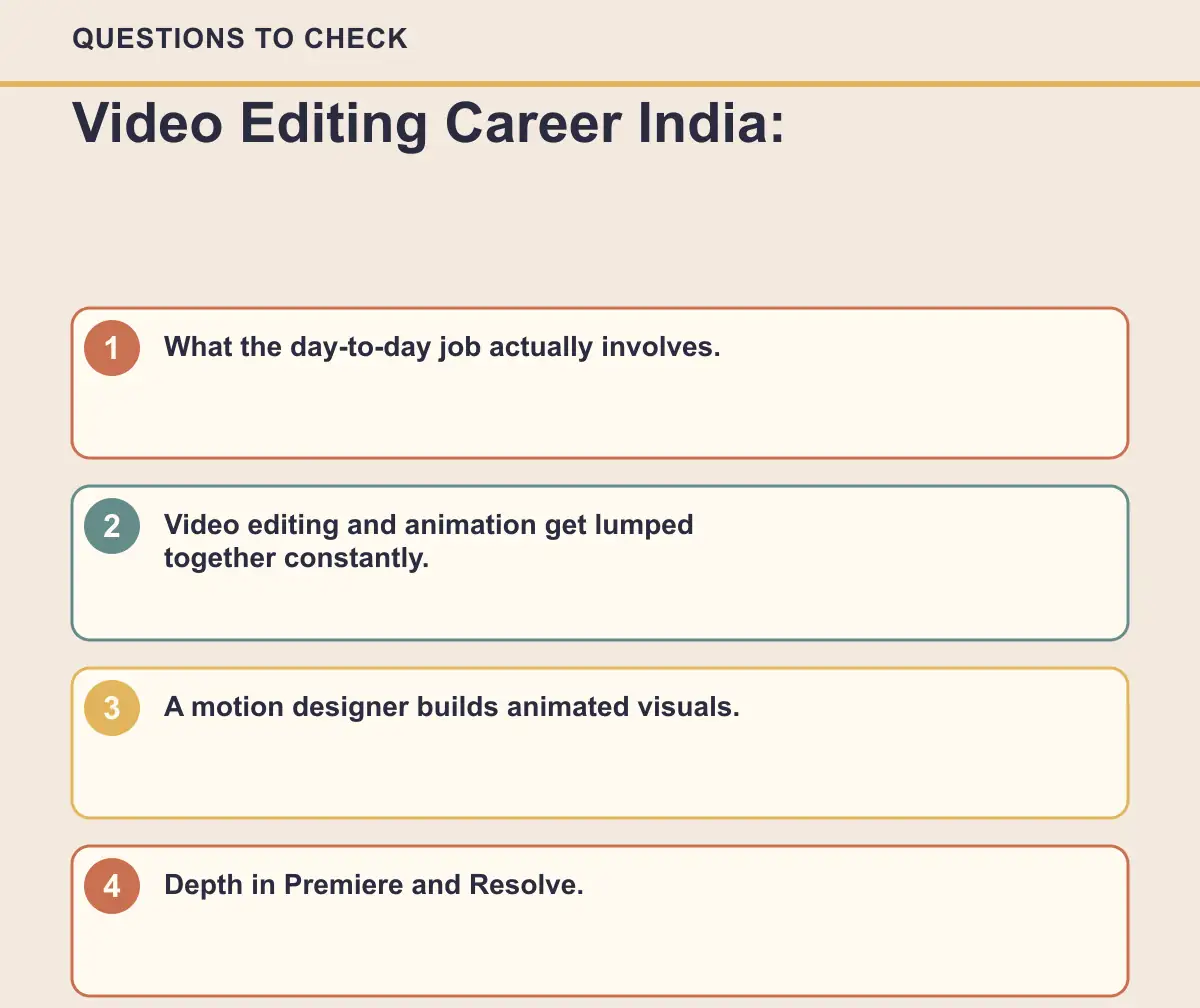 QUESTIONS TO CHECK
Video Editing Career India:
1
What the day-to-day job actually involves.
2
Video editing and animation get lumped
together constantly.
3
A motion designer builds animated visuals.
4
Depth in Premiere and Resolve.